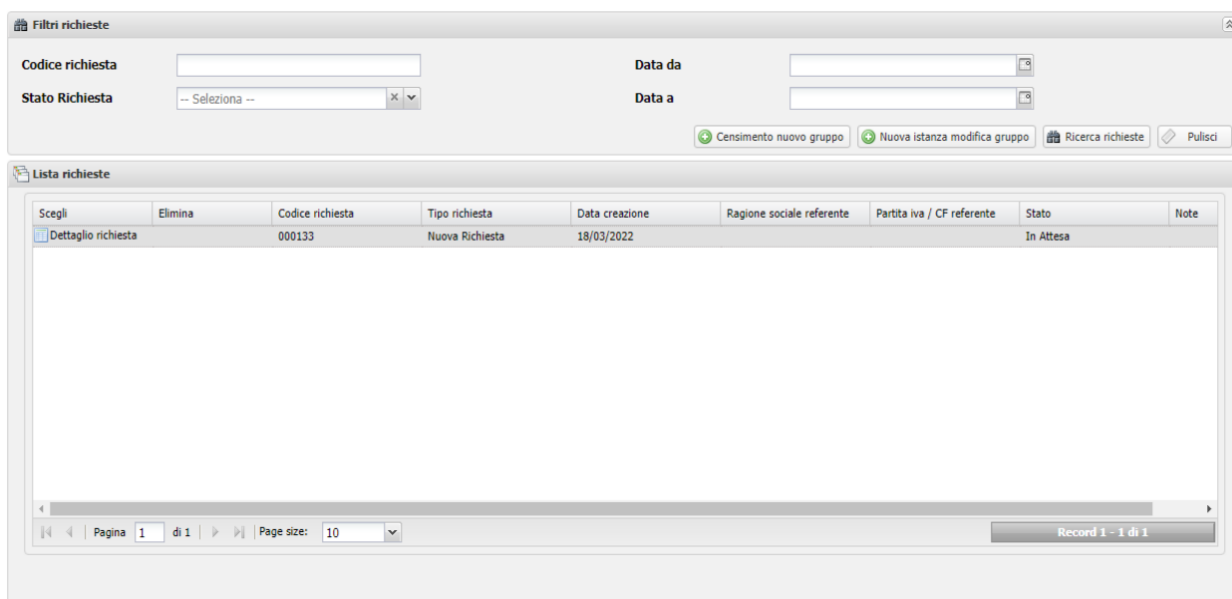 Filtri richieste
Codice richiesta Data da
Stato Richiesta -- Seleziona -- Data a
Censimento nuovo gruppo Nuova istanza modifica gruppo Ricerca richieste Pulisci
Lista richieste
Scegli Elimina Codice richiesta Tipo richiesta Data creazione Ragione sociale referente Partita iva / CF referente Stato Note
Dettaglio richiesta 000133 Nuova Richiesta 18/03/2022 In Attesa
Pagina 1 di 1 Page size: 10 Record 1 - 1 di 1